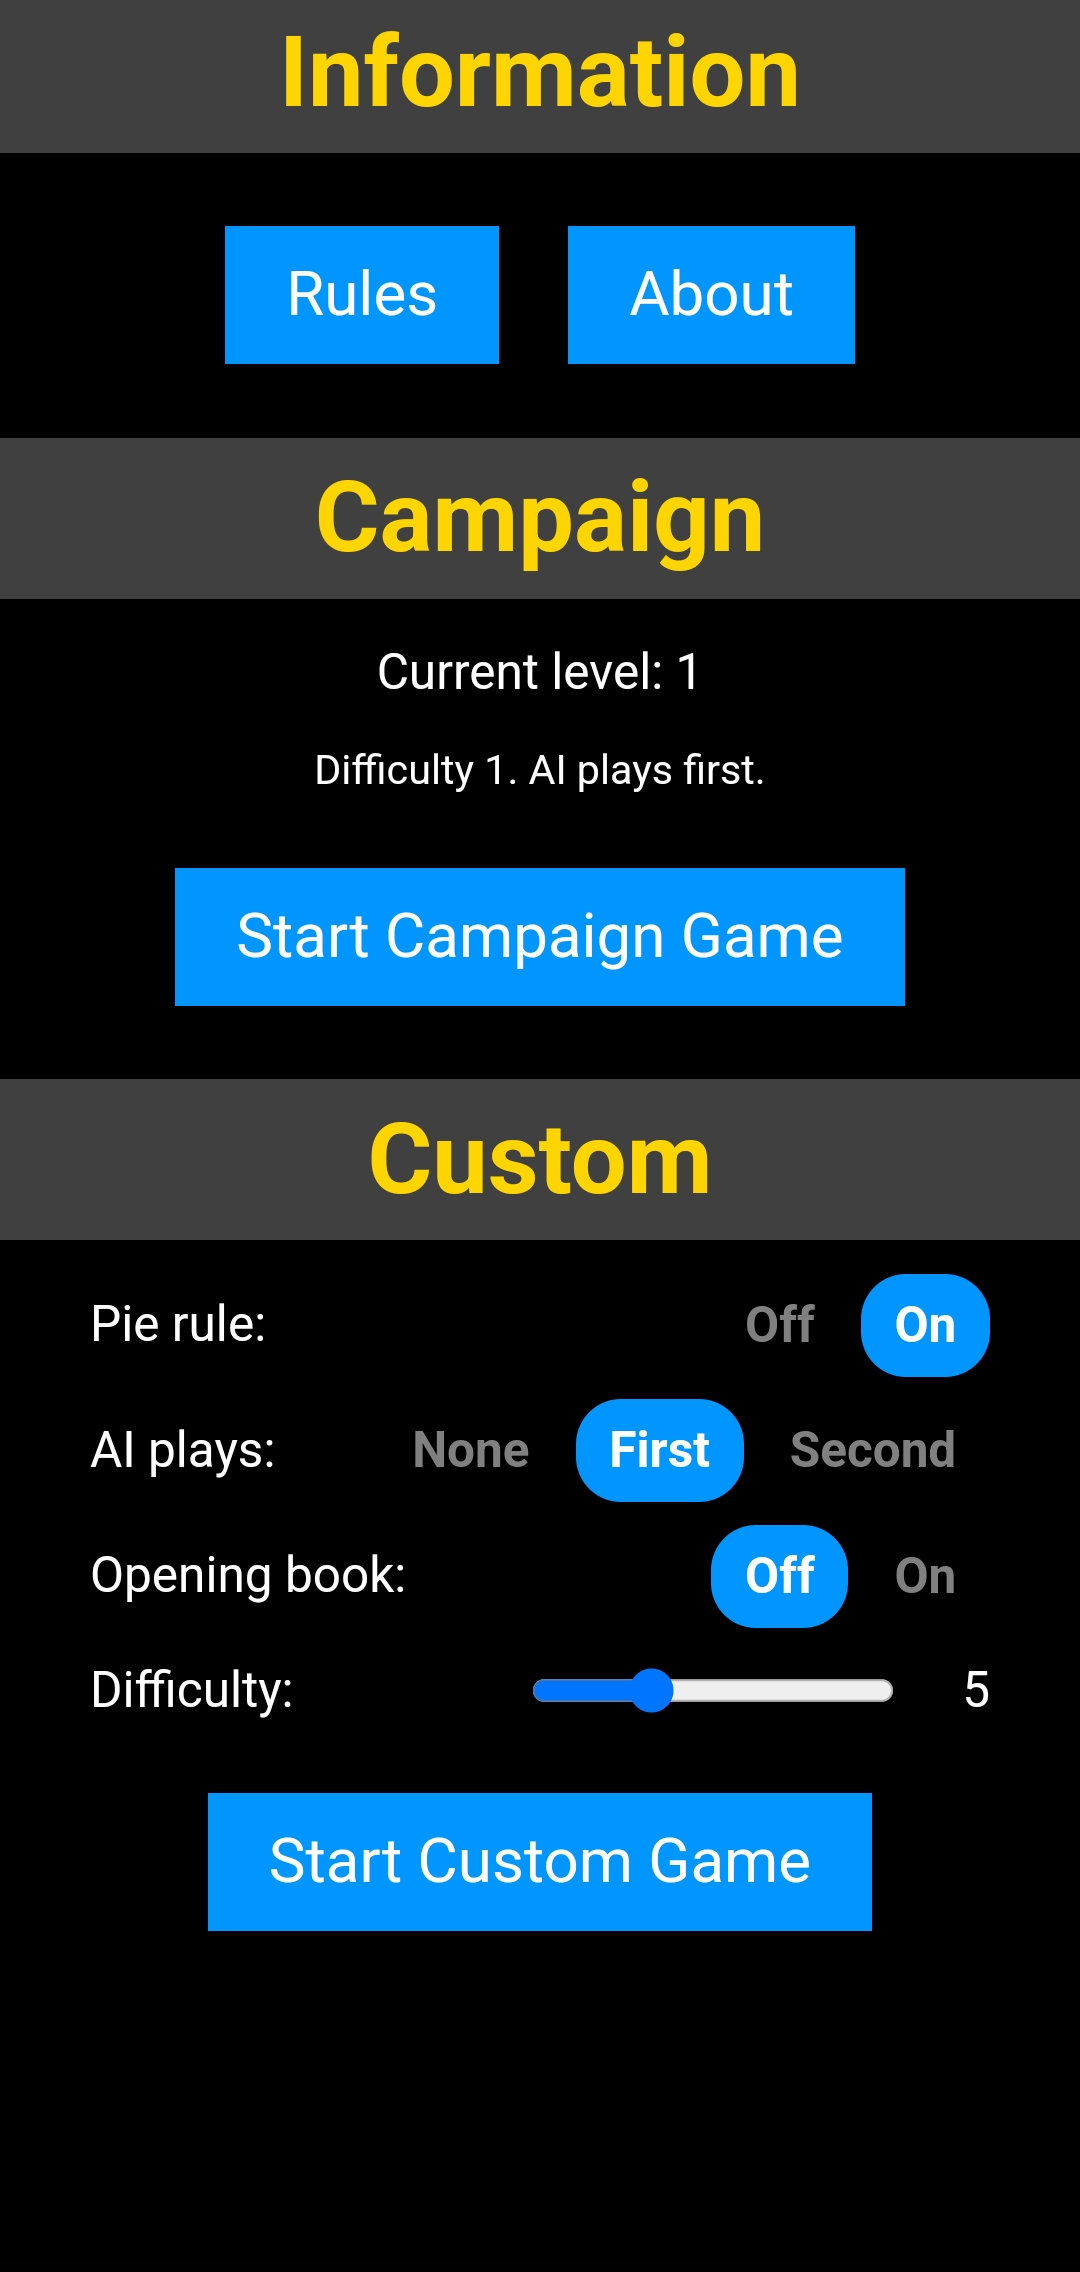 Information
Rules About
Campaign
Current level: 1
Difficulty 1. AI plays first.
Start Campaign Game
Custom
Pie rule: Off On
AI plays: None First Second
Opening book: Off On
Difficulty: 5
Start Custom Game